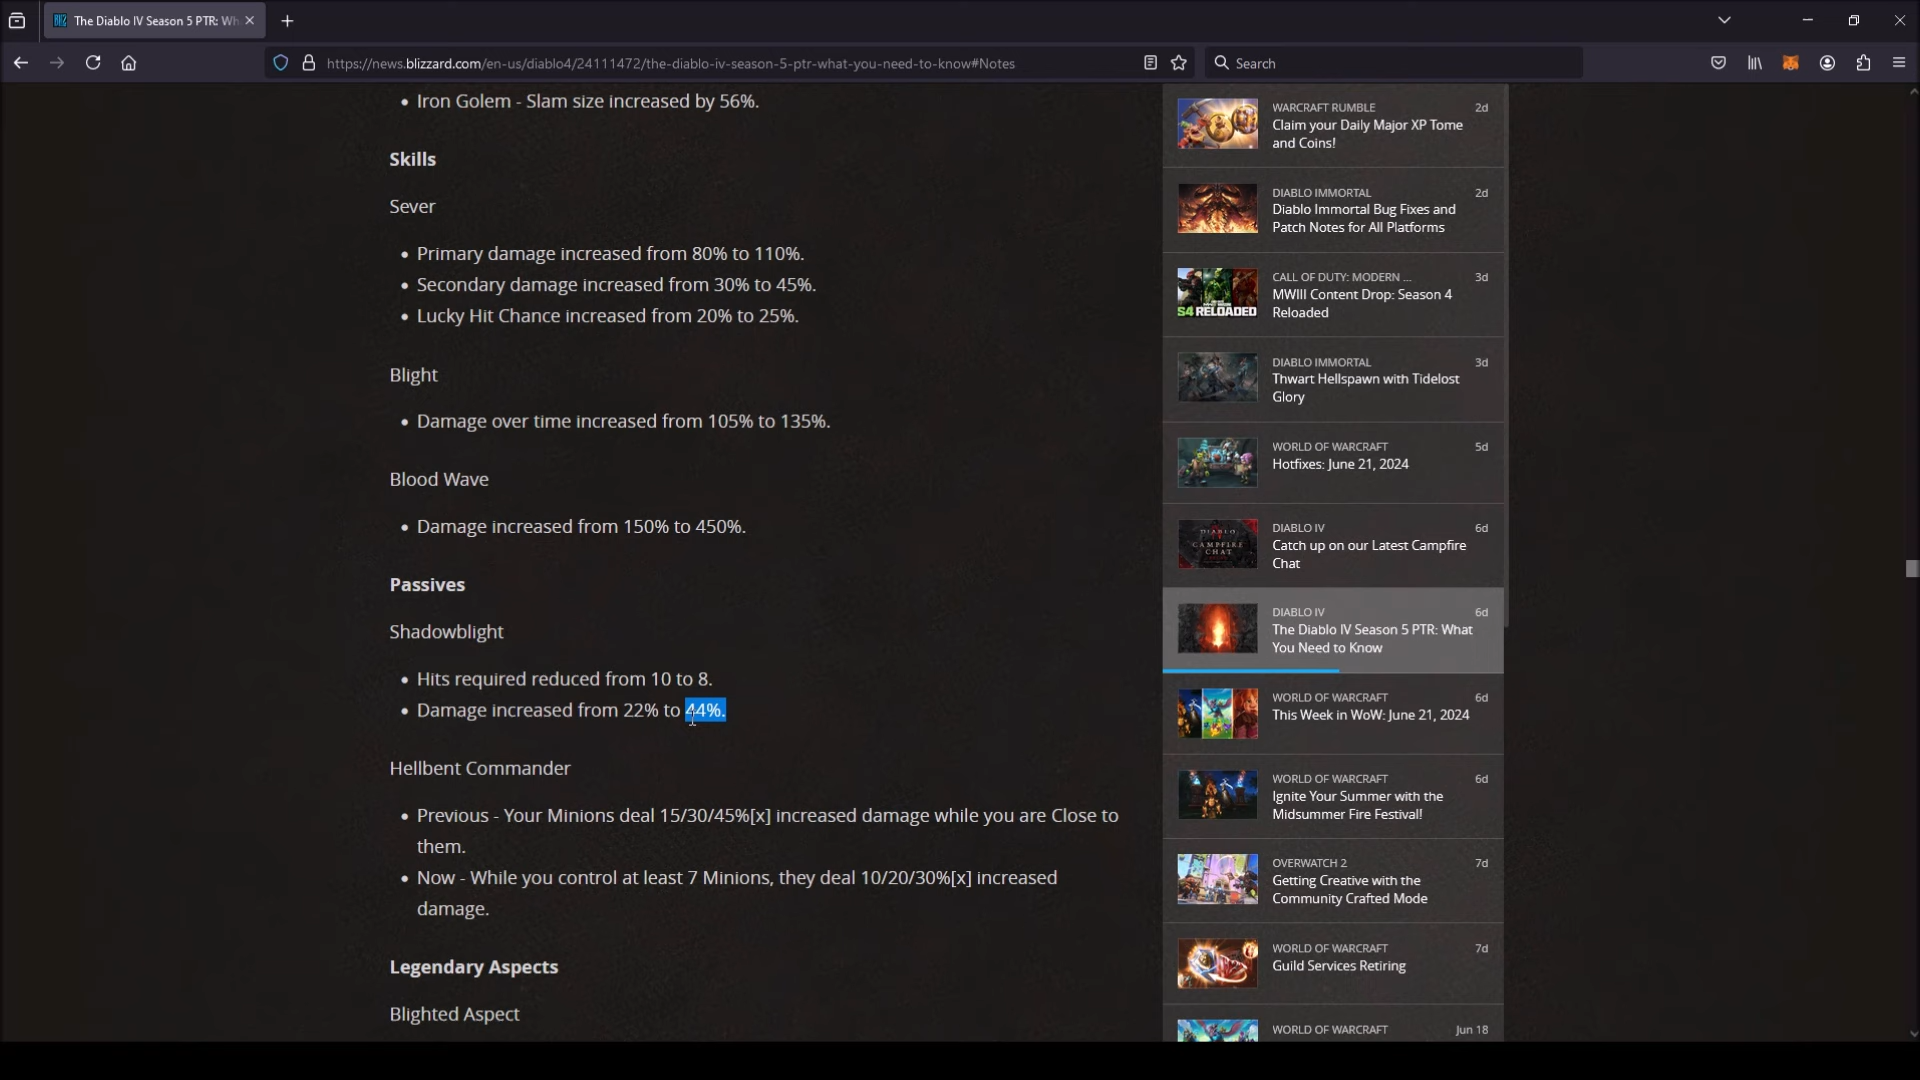 The Diablo IV Season 5 PTR: Wh
https://news.blizzard.com/en-us/diablo4/24111472/the-diablo-iv-season-5-ptr-what-you-need-to-know#Notes
Search
• Iron Golem - Slam size increased by 56%.
Skills
Sever
• Primary damage increased from 80% to 110%.
• Secondary damage increased from 30% to 45%.
• Lucky Hit Chance increased from 20% to 25%.
Blight
• Damage over time increased from 105% to 135%.
Blood Wave
• Damage increased from 150% to 450%.
Passives
Shadowblight
• Hits required reduced from 10 to 8.
• Damage increased from 22% to 44%.
Hellbent Commander
• Previous - Your Minions deal 15/30/45%[x] increased damage while you are Close to
them.
• Now - While you control at least 7 Minions, they deal 10/20/30%[x] increased
damage.
Legendary Aspects
Blighted Aspect
WARCRAFT RUMBLE 2d
Claim your Daily Major XP Tome
and Coins!
DIABLO IMMORTAL 2d
Diablo Immortal Bug Fixes and
Patch Notes for All Platforms
S4 RELOADED
CALL OF DUTY: MODERN ... 3d
MWIII Content Drop: Season 4
Reloaded
DIABLO IMMORTAL 3d
Thwart Hellspawn with Tidelost
Glory
WORLD OF WARCRAFT 5d
Hotfixes: June 21, 2024
DIABLO
CAMPFIRE
CHAT
DIABLO IV 6d
Catch up on our Latest Campfire
Chat
DIABLO IV 6d
The Diablo IV Season 5 PTR: What
You Need to Know
WORLD OF WARCRAFT 6d
This Week in WoW: June 21, 2024
WORLD OF WARCRAFT 6d
Ignite Your Summer with the
Midsummer Fire Festival!
OVERWATCH 2 7d
Getting Creative with the
Community Crafted Mode
WORLD OF WARCRAFT 7d
Guild Services Retiring
WORLD OF WARCRAFT Jun 18